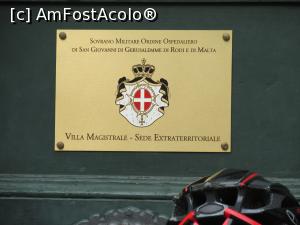 [c] AmFostAcolo®
SOVRANO MILITARE ORDINE OSPEDALIERO
DI SAN GIOVANNI DI GERUSALEMME DI RODI E DI MALTA
VILLA MAGISTRALE - SEDE EXTRATERRITORIALE